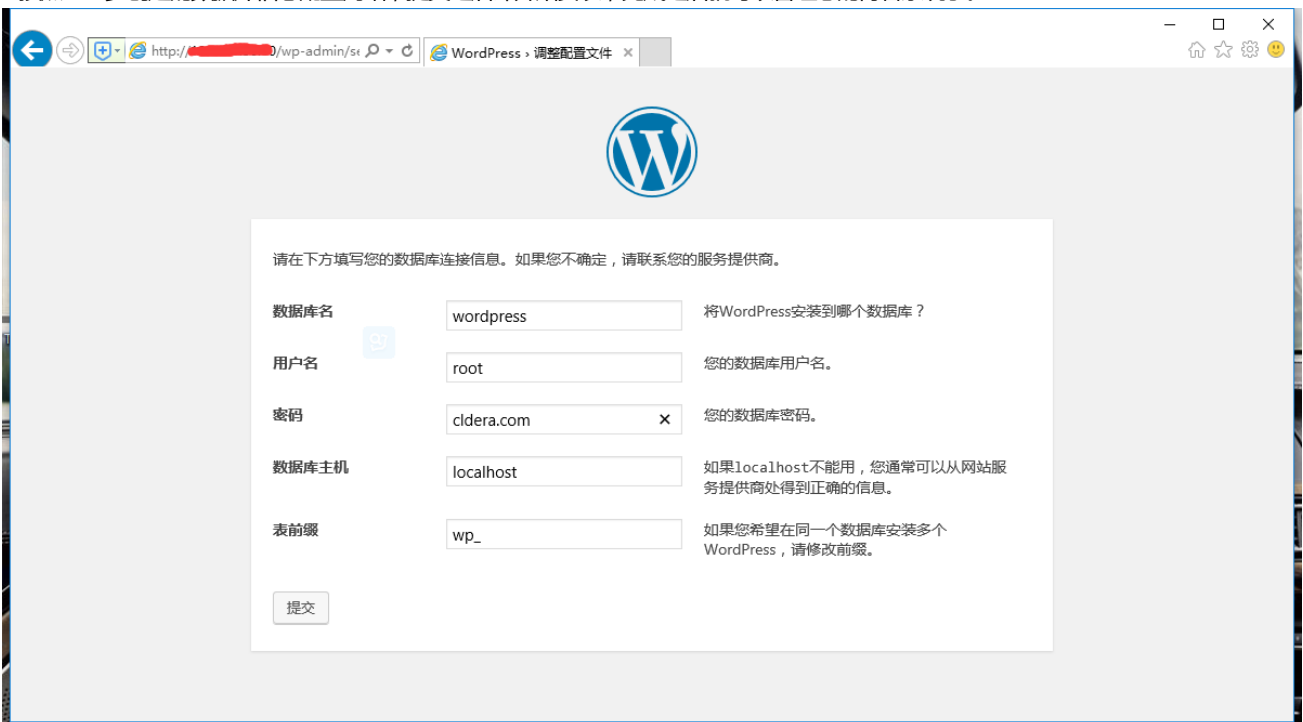 http://
/wp-admin/se
WordPress › 调整配置文件
请在下方填写您的数据库连接信息。如果您不确定，请联系您的服务提供商。
数据库名 wordpress 将WordPress安装到哪个数据库？
用户名 root 您的数据库用户名。
密码 cldera.com 您的数据库密码。
数据库主机 localhost 如果localhost不能用，您通常可以从网站服
务提供商处得到正确的信息。
表前缀 wp_ 如果您希望在同一个数据库安装多个
WordPress，请修改前缀。
提交